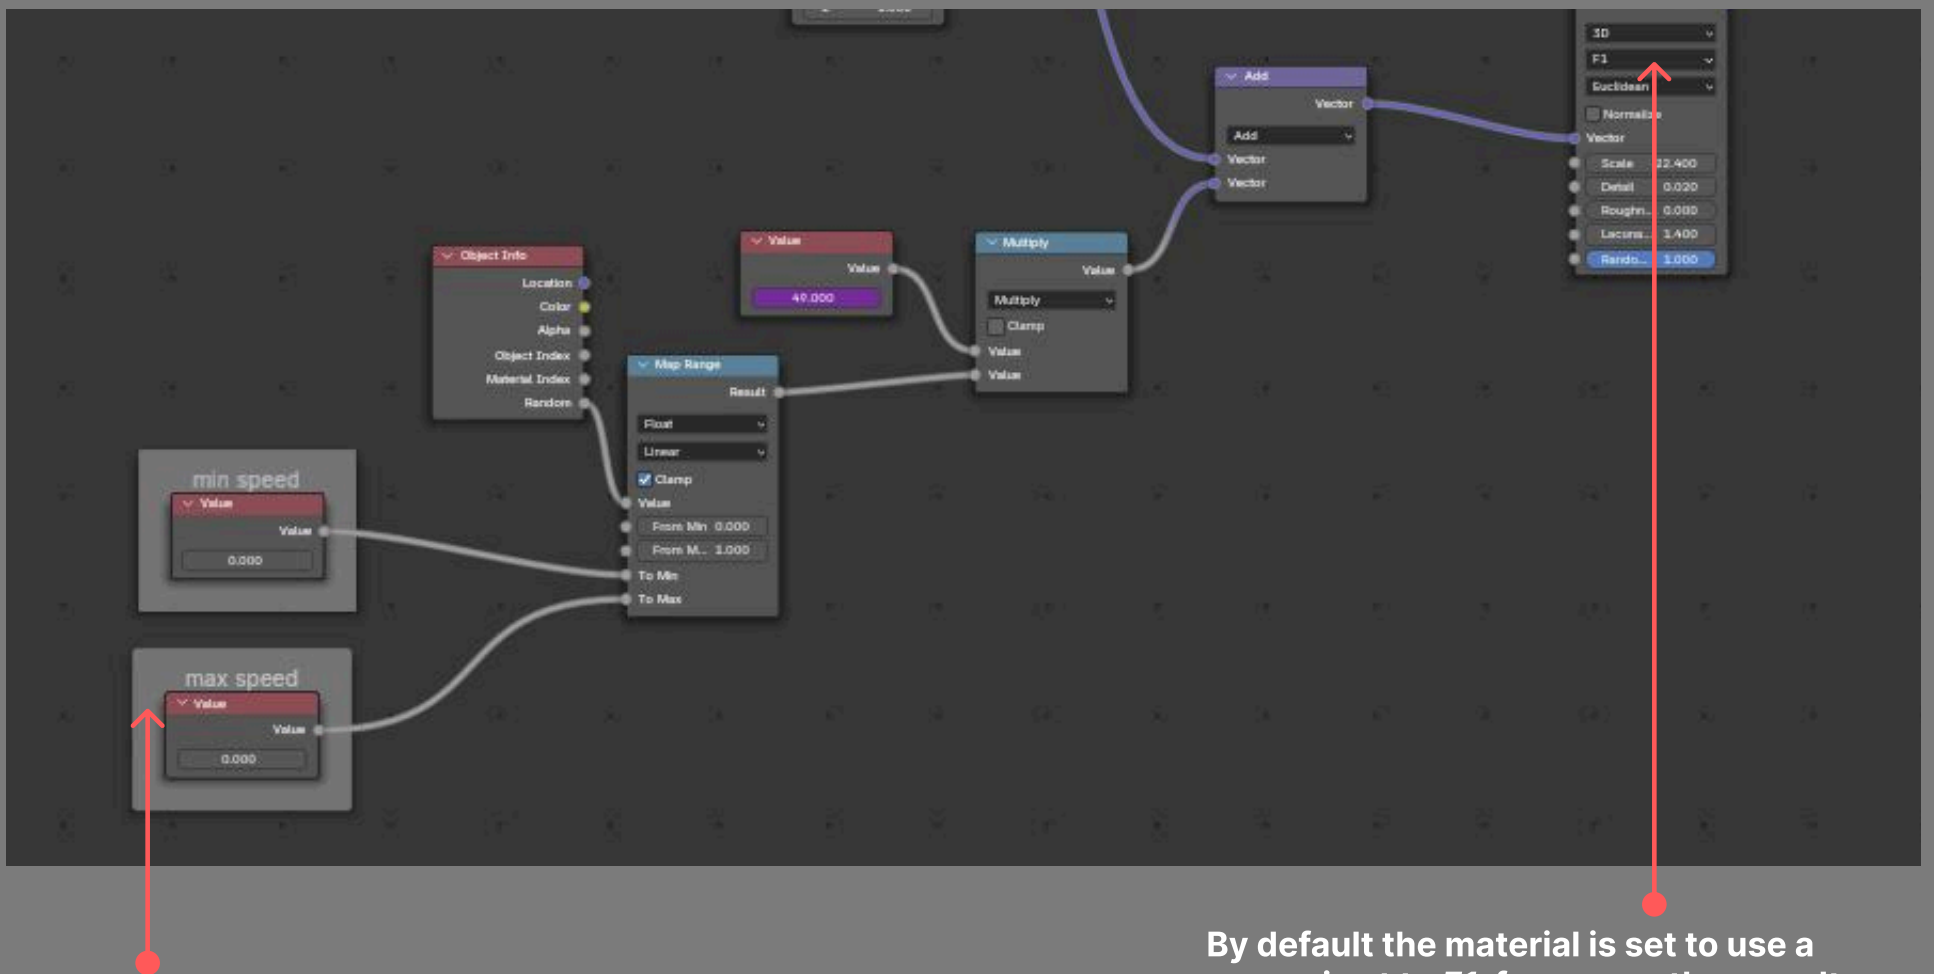 3D
F1
Euclidean
Normalize
Vector
Scale 22.400
Detail 0.020
Roughn... 0.000
Lacuna... 1.400
Rando... 1.000
Add
Vector
Add
Vector
Vector
Value
Value
49.000
Multiply
Value
Multiply
Clamp
Value
Value
Object Info
Location
Color
Alpha
Object Index
Material Index
Random
Map Range
Result
Float
Linear
Clamp
Value
From Min 0.000
From M... 1.000
To Min
To Max
min speed
Value
Value
0.000
max speed
Value
Value
0.000
By default the material is set to use a